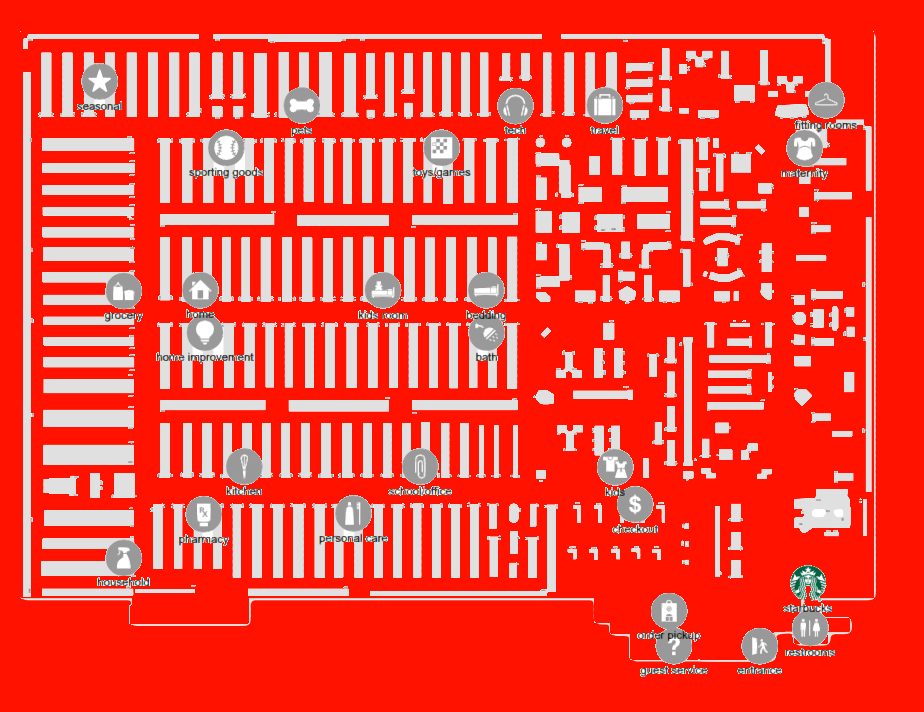 seasonal
pets
tech
travel
fitting rooms
sporting goods
toys/games
maternity
grocery
home
kids room
bedding
home improvement
bath
kitchen
school/office
kids
$
checkout
Rx
pharmacy
personal care
household
starbucks
order pickup
restrooms
?
guest service
entrance